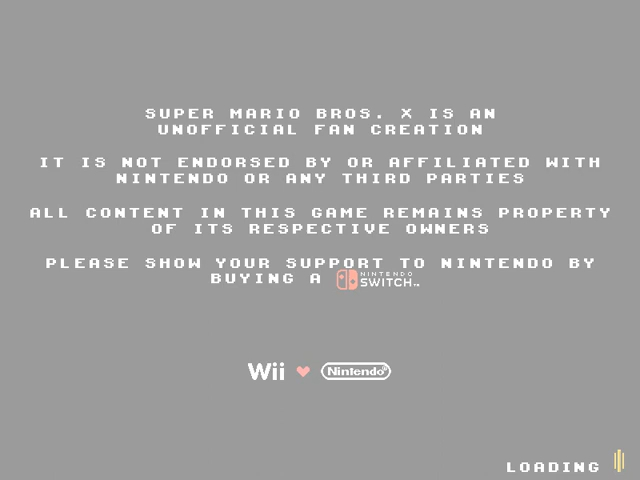 SUPER MARIO BROS. X IS AN
UNOFFICIAL FAN CREATION
IT IS NOT ENDORSED BY OR AFFILIATED WITH
NINTENDO OR ANY THIRD PARTIES
ALL CONTENT IN THIS GAME REMAINS PROPERTY
OF ITS RESPECTIVE OWNERS
PLEASE SHOW YOUR SUPPORT TO NINTENDO BY
BUYING A NINTENDO SWITCH..
Wii ♥ Nintendo®
LOADING